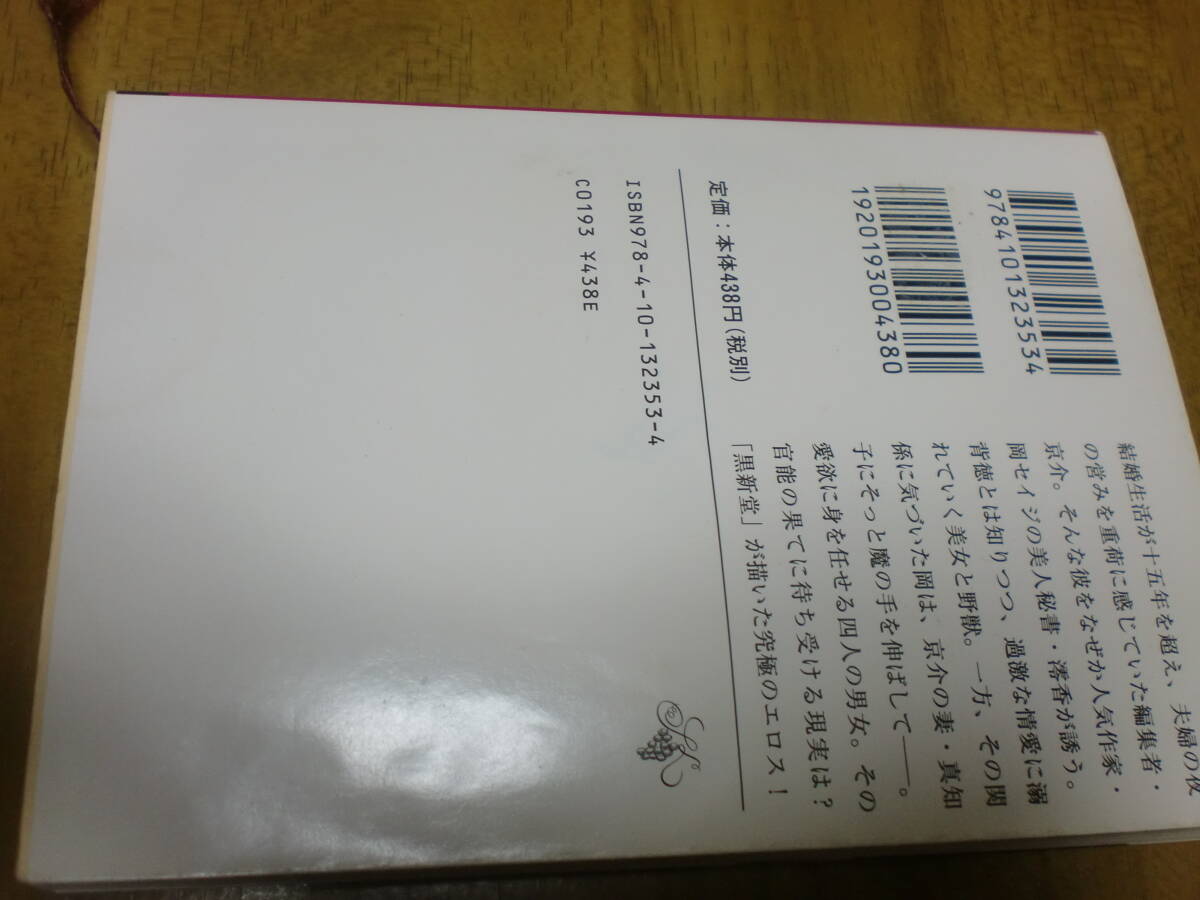 9784101323534
1920193004380
結婚生活が十五年を超え、夫婦の夜
の営みを重荷に感じていた編集者・
京介。そんな彼をなぜか人気作家・
岡セイジの美人秘書・澪香が誘う。
背徳とは知りつつ、過激な情愛に溺
れていく美女と野獣。一方、その関
係に気づいた岡は、京介の妻・真知
子にそっと魔の手を伸ばして――。
愛欲に身を任せる四人の男女。その
官能の果てに待ち受ける現実は?
「黒新堂」が描いた究極のエロス!
定価：本体438円(税別)
ISBN978-4-10-132353-4
C0193 ¥438E